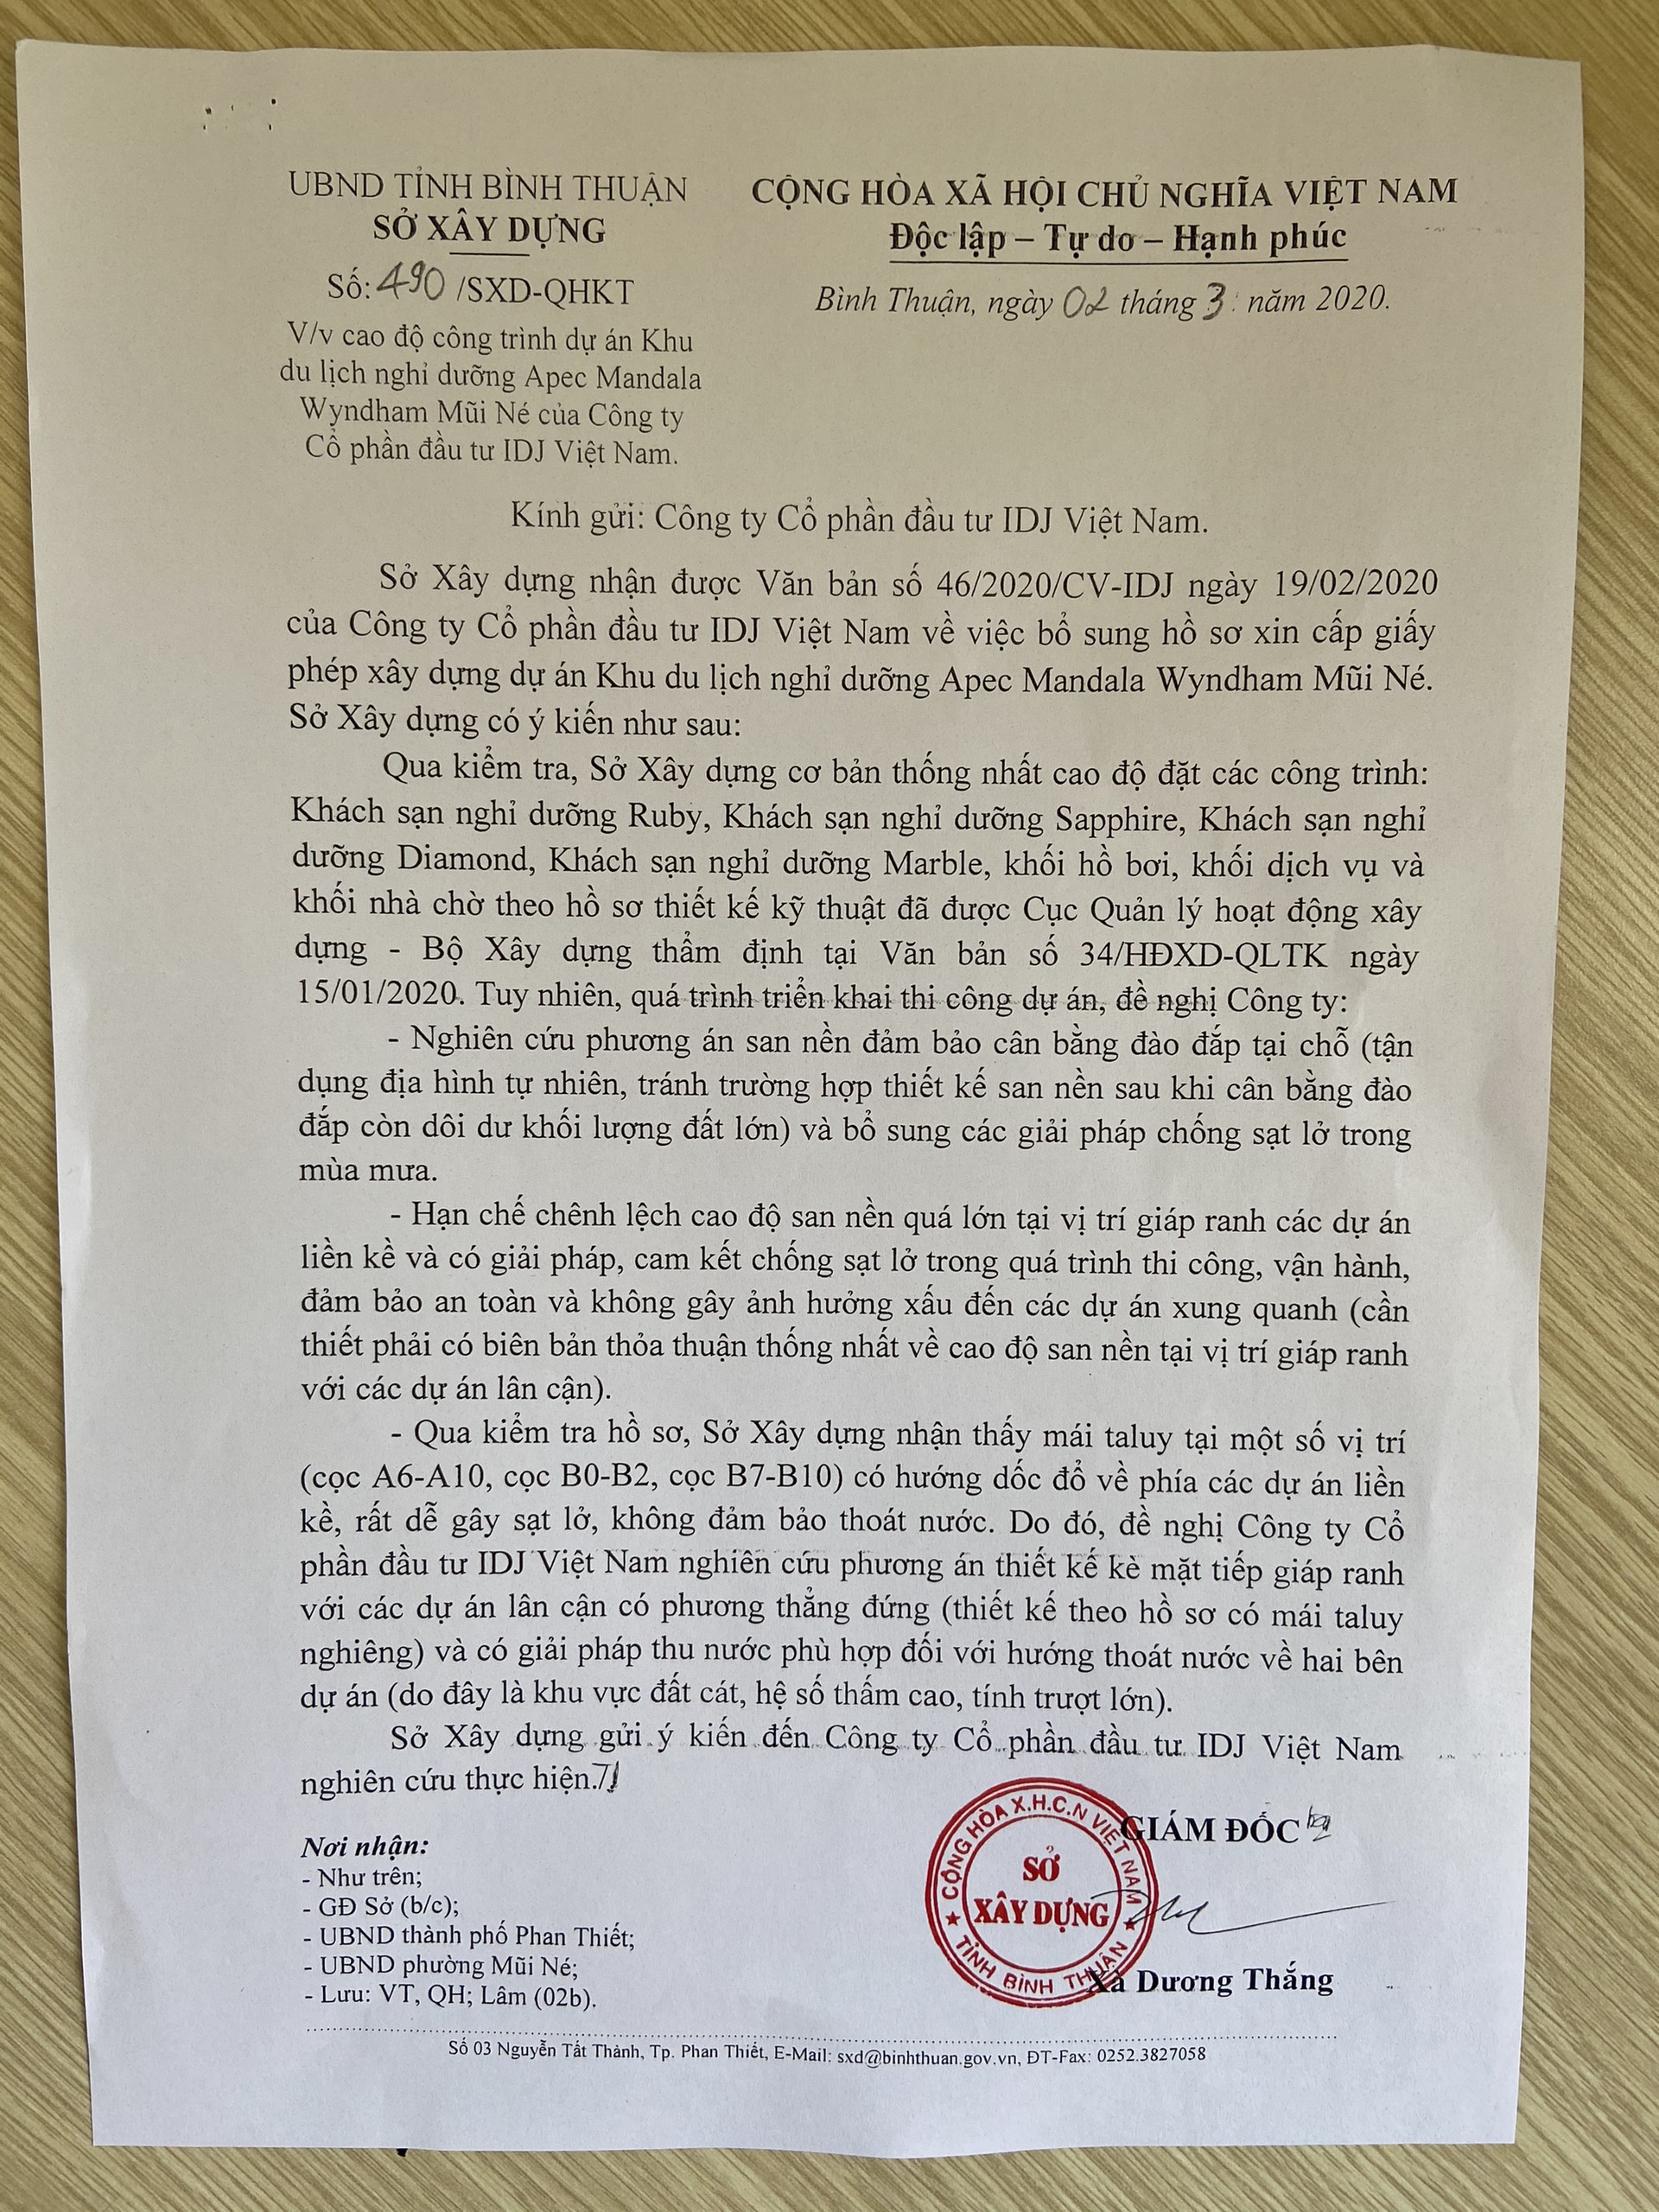 UBND TỈNH BÌNH THUẬN
SỞ XÂY DỰNG
Số: 490 /SXD-QHKT
V/v cao độ công trình dự án Khu
du lịch nghỉ dưỡng Apec Mandala
Wyndham Mũi Né của Công ty
Cổ phần đầu tư IDJ Việt Nam.
CỘNG HÒA XÃ HỘI CHỦ NGHĨA VIỆT NAM
Độc lập – Tự do – Hạnh phúc
Bình Thuận, ngày 02 tháng 3 năm 2020.
Kính gửi: Công ty Cổ phần đầu tư IDJ Việt Nam.
Sở Xây dựng nhận được Văn bản số 46/2020/CV-IDJ ngày 19/02/2020
của Công ty Cổ phần đầu tư IDJ Việt Nam về việc bổ sung hồ sơ xin cấp giấy
phép xây dựng dự án Khu du lịch nghỉ dưỡng Apec Mandala Wyndham Mũi Né.
Sở Xây dựng có ý kiến như sau:
Qua kiểm tra, Sở Xây dựng cơ bản thống nhất cao độ đặt các công trình:
Khách sạn nghỉ dưỡng Ruby, Khách sạn nghỉ dưỡng Sapphire, Khách sạn nghỉ
dưỡng Diamond, Khách sạn nghỉ dưỡng Marble, khối hồ bơi, khối dịch vụ và
khối nhà chờ theo hồ sơ thiết kế kỹ thuật đã được Cục Quản lý hoạt động xây
dựng - Bộ Xây dựng thẩm định tại Văn bản số 34/HĐXD-QLTK ngày
15/01/2020. Tuy nhiên, quá trình triển khai thi công dự án, đề nghị Công ty:
- Nghiên cứu phương án san nền đảm bảo cân bằng đào đắp tại chỗ (tận
dụng địa hình tự nhiên, tránh trường hợp thiết kế san nền sau khi cân bằng đào
đắp còn dôi dư khối lượng đất lớn) và bổ sung các giải pháp chống sạt lở trong
mùa mưa.
- Hạn chế chênh lệch cao độ san nền quá lớn tại vị trí giáp ranh các dự án
liền kề và có giải pháp, cam kết chống sạt lở trong quá trình thi công, vận hành,
đảm bảo an toàn và không gây ảnh hưởng xấu đến các dự án xung quanh (cần
thiết phải có biên bản thỏa thuận thống nhất về cao độ san nền tại vị trí giáp ranh
với các dự án lân cận).
- Qua kiểm tra hồ sơ, Sở Xây dựng nhận thấy mái taluy tại một số vị trí
(cọc A6-A10, cọc B0-B2, cọc B7-B10) có hướng dốc đổ về phía các dự án liền
kề, rất dễ gây sạt lở, không đảm bảo thoát nước. Do đó, đề nghị Công ty Cổ
phần đầu tư IDJ Việt Nam nghiên cứu phương án thiết kế kè mặt tiếp giáp ranh
với các dự án lân cận có phương thẳng đứng (thiết kế theo hồ sơ có mái taluy
nghiêng) và có giải pháp thu nước phù hợp đối với hướng thoát nước về hai bên
dự án (do đây là khu vực đất cát, hệ số thấm cao, tính trượt lớn).
Sở Xây dựng gửi ý kiến đến Công ty Cổ phần đầu tư IDJ Việt Nam
nghiên cứu thực hiện.
Nơi nhận:
- Như trên;
- GĐ Sở (b/c);
- UBND thành phố Phan Thiết;
- UBND phường Mũi Né;
- Lưu: VT, QH; Lâm (02b).
GIÁM ĐỐC
CỘNG HÒA X.H.C.N VIỆT NAM
SỞ
XÂY DỰNG
TỈNH BÌNH THUẬN
Xà Dương Thắng
Số 03 Nguyễn Tất Thành, Tp. Phan Thiết, E-Mail: sxd@binhthuan.gov.vn, ĐT-Fax: 0252.3827058